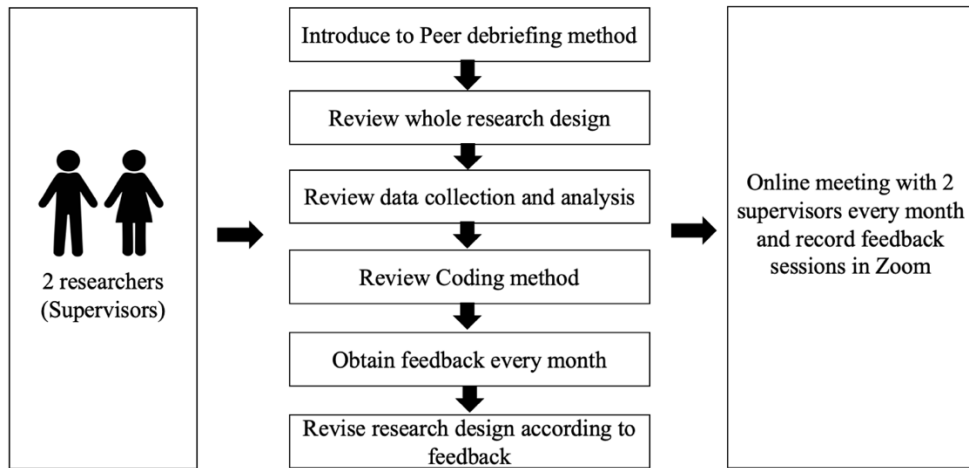 2 researchers
(Supervisors)
Introduce to Peer debriefing method
Review whole research design
Review data collection and analysis
Review Coding method
Obtain feedback every month
Revise research design according to
feedback
Online meeting with 2
supervisors every month
and record feedback
sessions in Zoom